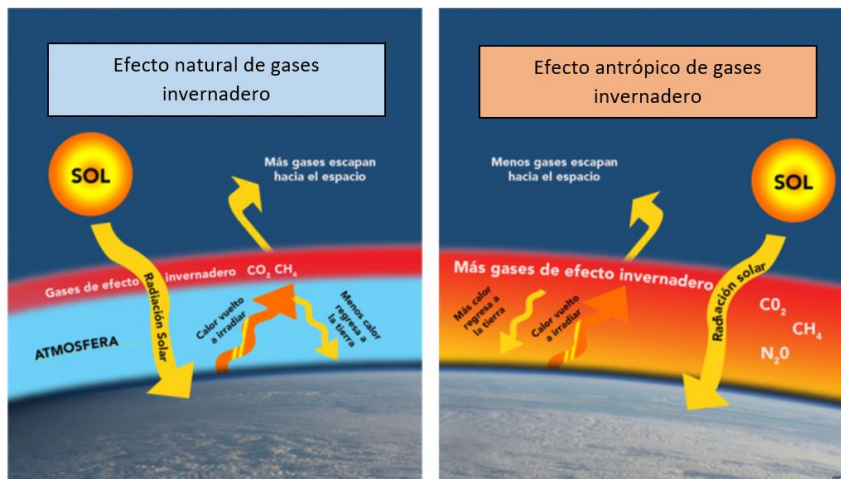 Efecto natural de gases
invernadero
SOL
Más gases escapan
hacia el espacio
Gases de efecto invernadero CO₂ CH₄
Radiación Solar
Calor vuelto
a irradiar
Menos calor
regresa a
la tierra
ATMOSFERA
Efecto antrópico de gases
invernadero
Menos gases escapan
hacia el espacio
SOL
Más gases de efecto invernadero
Más calor
regresa a
la tierra
Calor vuelto
a irradiar
Radiación solar
C0₂
CH₄
N₂0